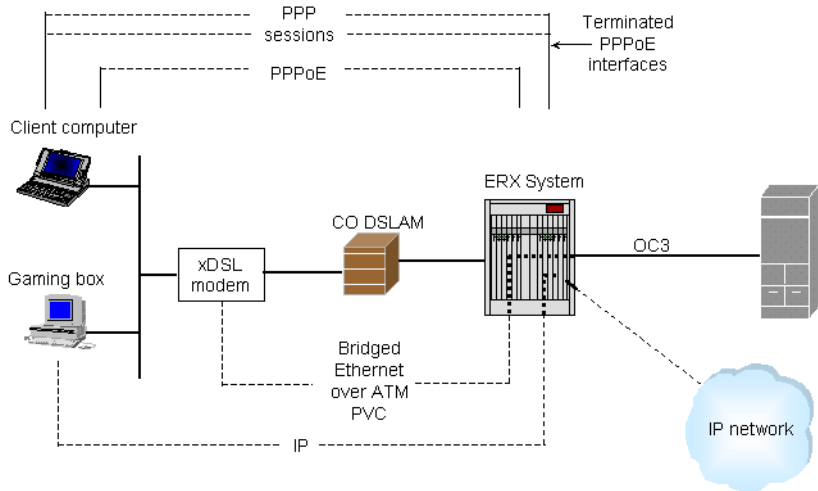 PPP
sessions
Terminated
PPPoE
interfaces
PPPoE
Client computer
ERX System
CO DSLAM
OC3
xDSL
modem
Gaming box
Bridged
Ethernet
over ATM
PVC
IP
IP network